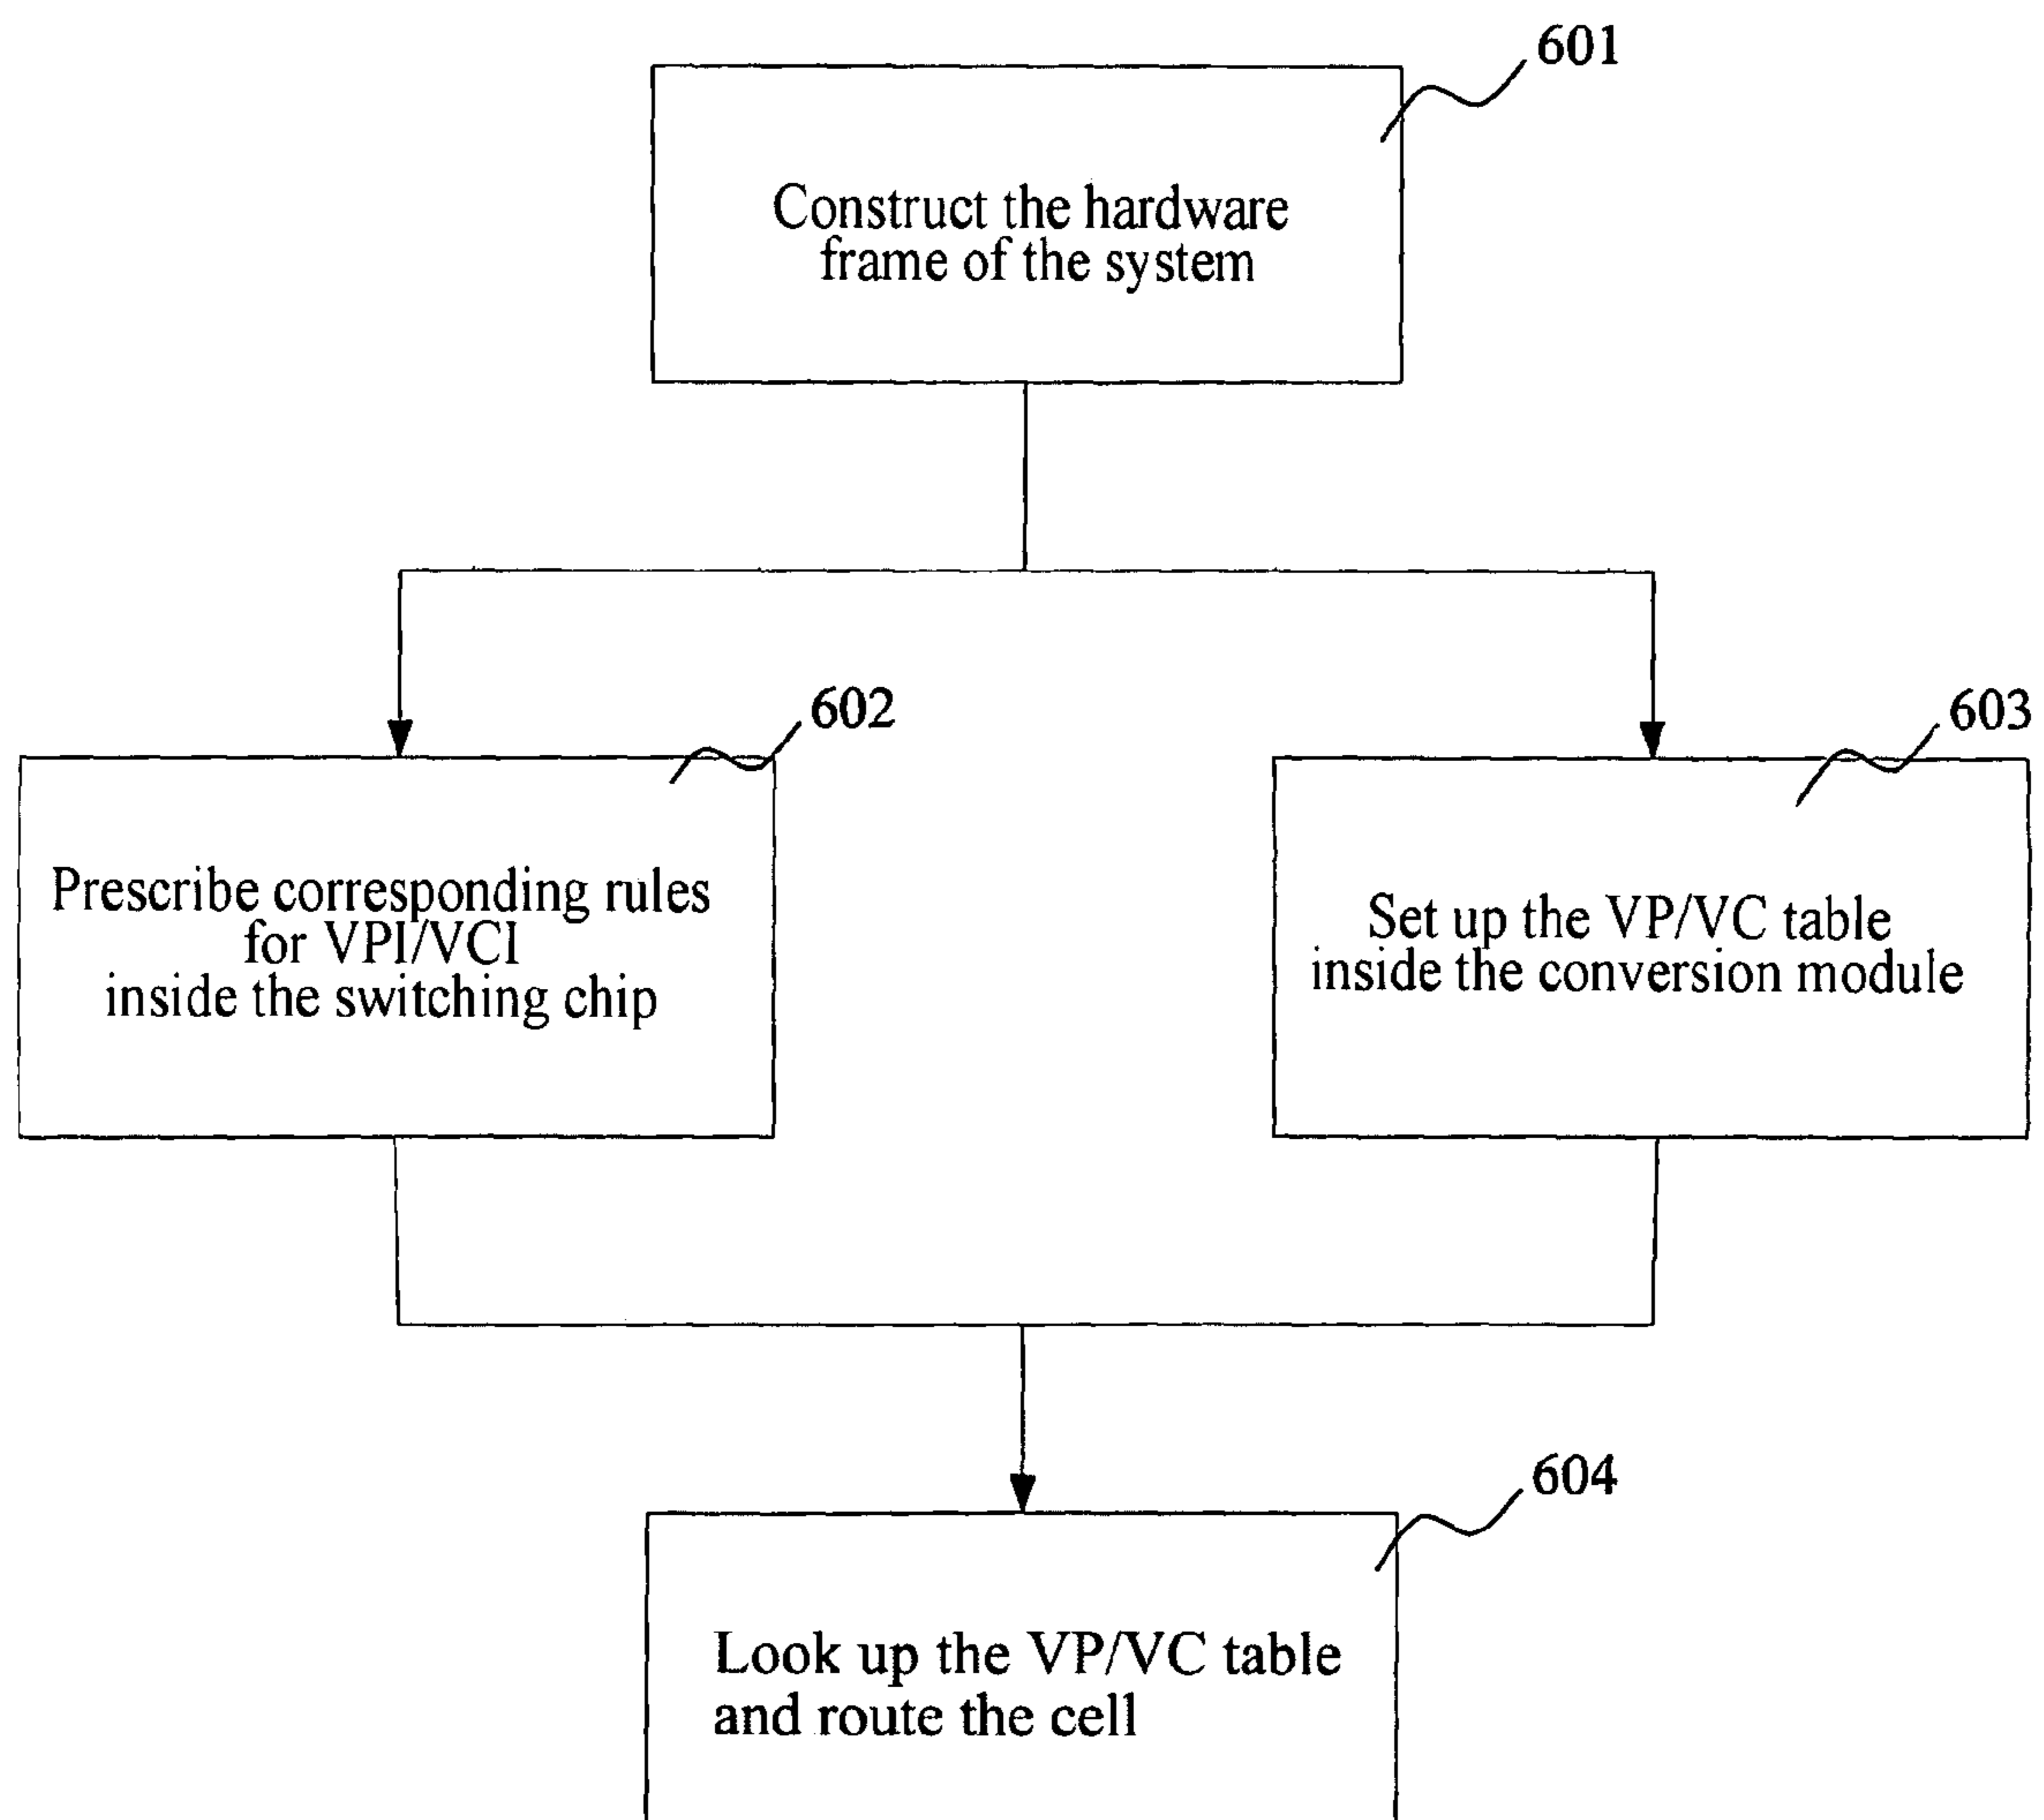 601
Construct the hardware
frame of the system
602
603
Prescribe corresponding rules
for VPI/VCI
inside the switching chip
Set up the VP/VC table
inside the conversion module
604
Look up the VP/VC table
and route the cell